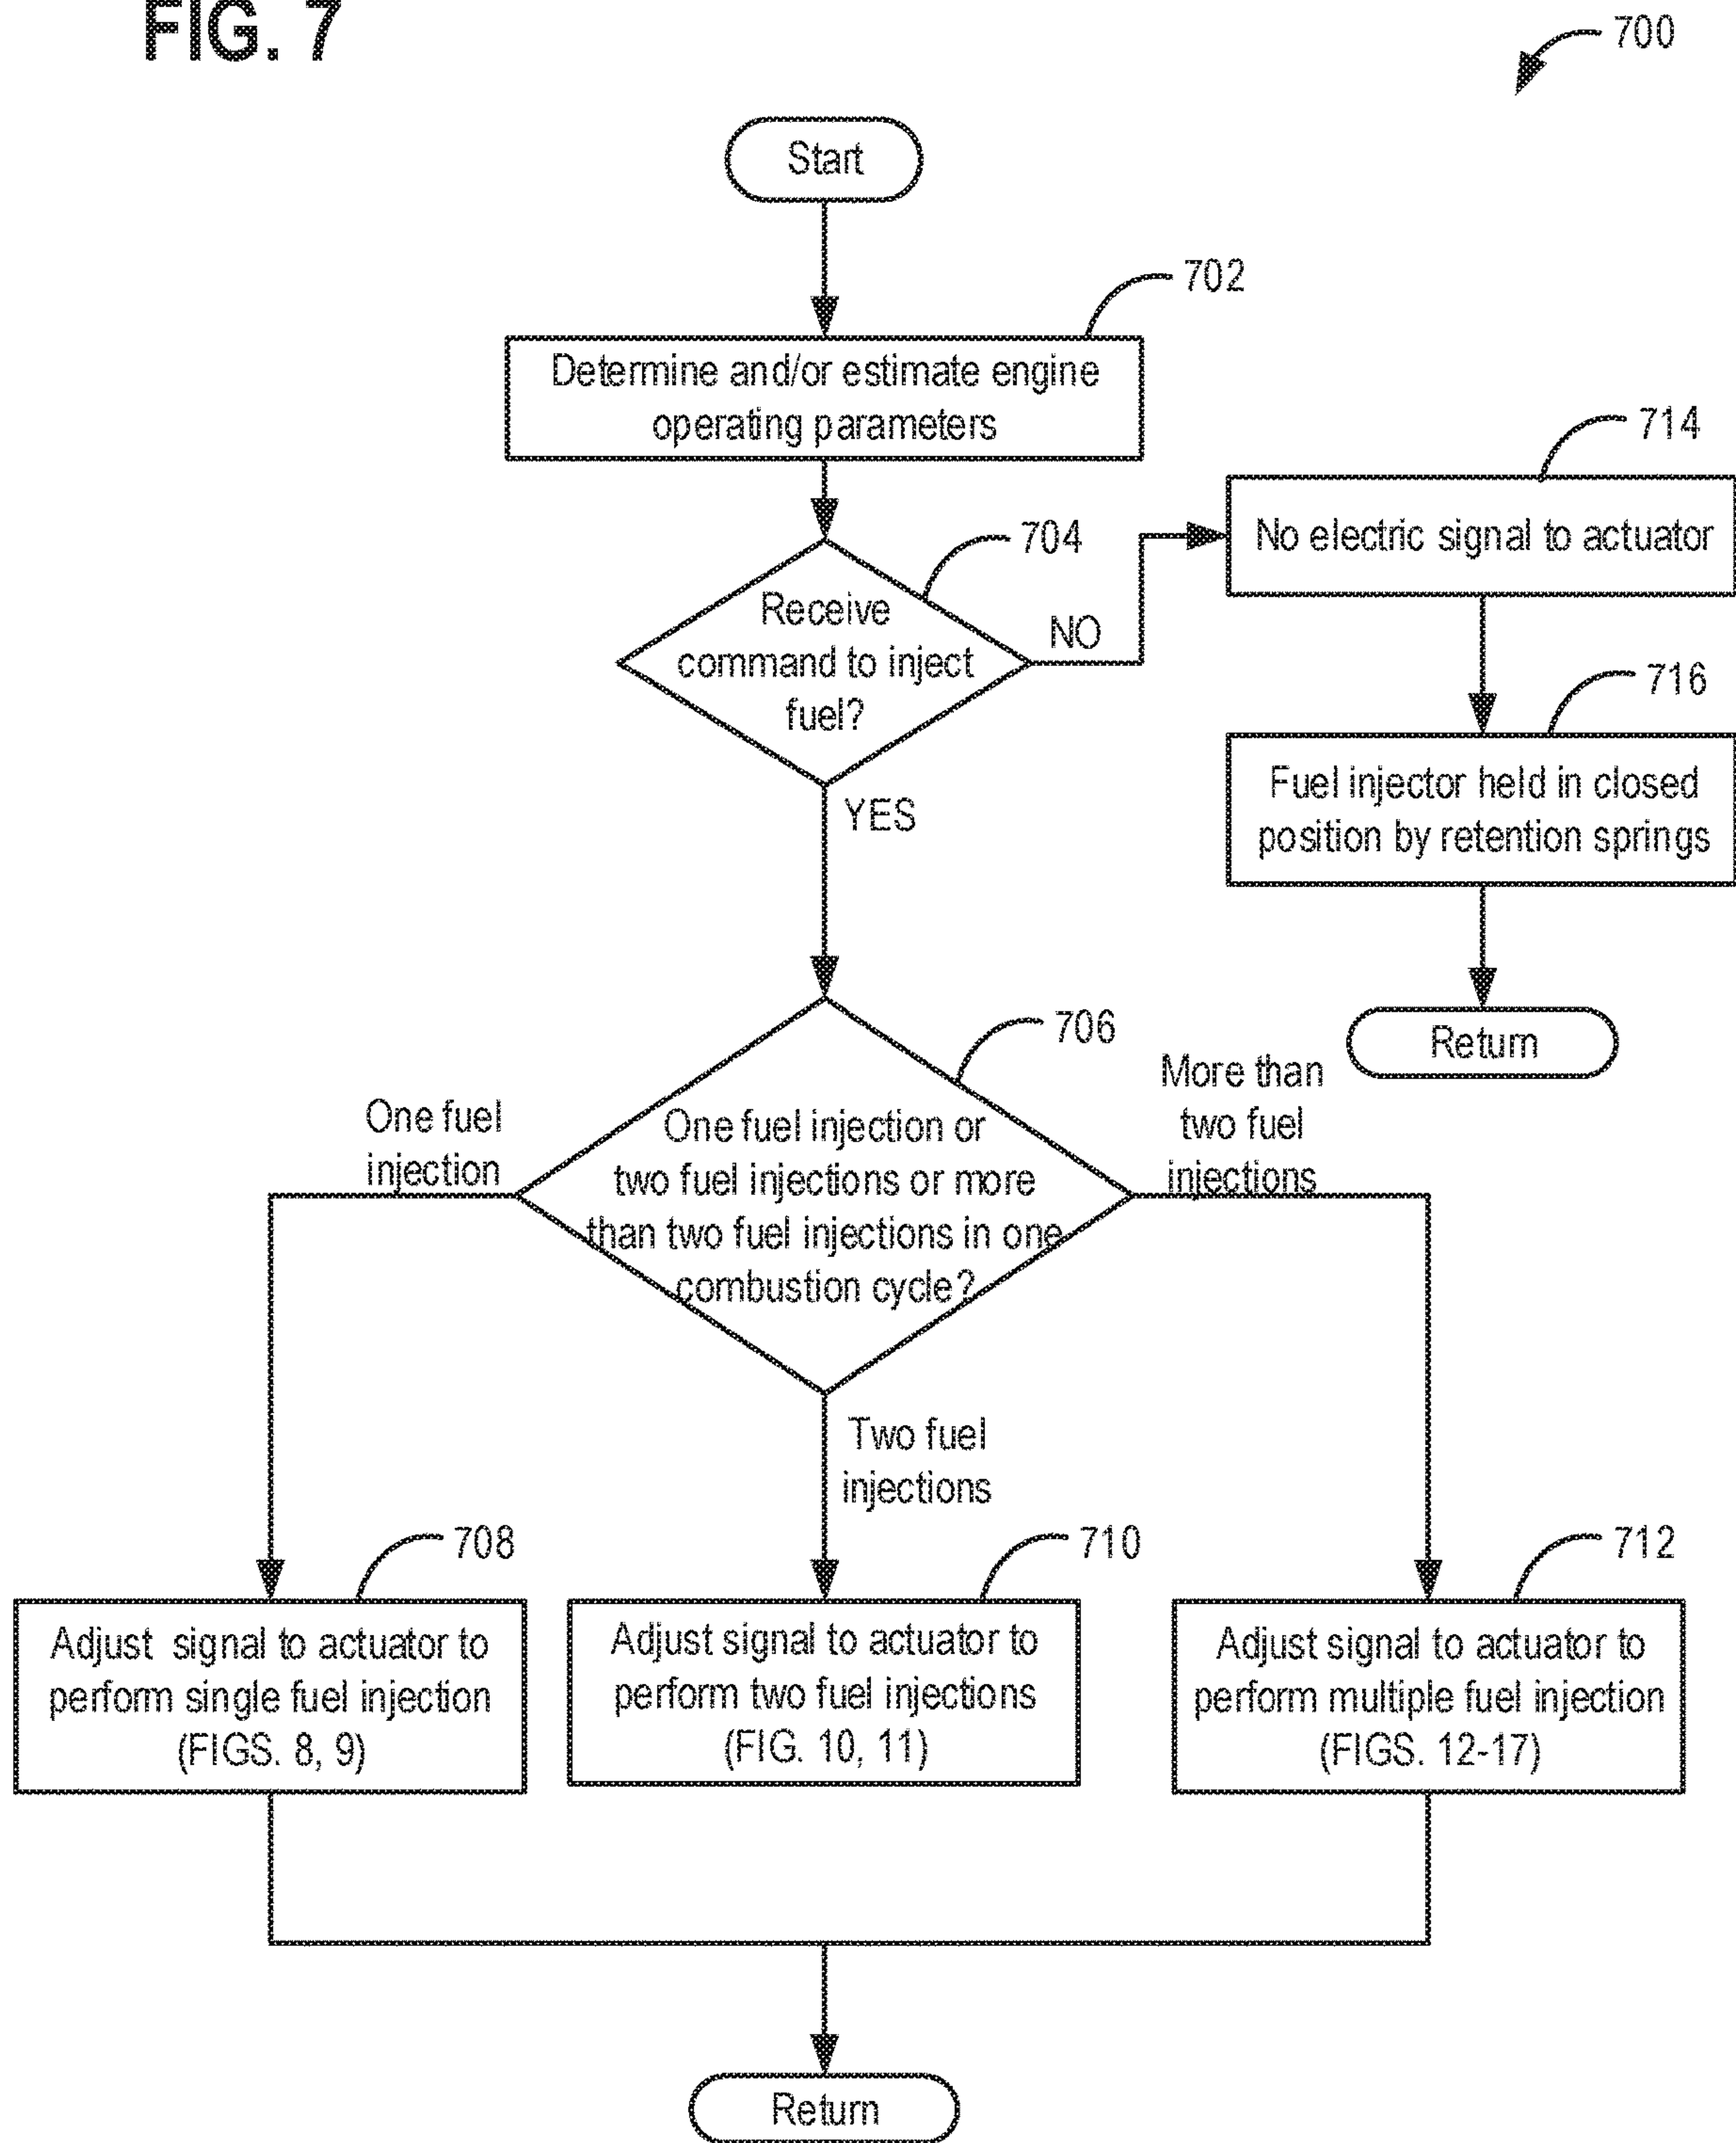 FIG. 7
700
Start
702
Determine and/or estimate engine
operating parameters
704
Receive
command to inject
fuel?
NO
YES
714
No electric signal to actuator
716
Fuel injector held in closed
position by retention springs
Return
706
One fuel injection or
two fuel injections or more
than two fuel injections in one
combustion cycle?
One fuel
injection
Two fuel
injections
More than
two fuel
injections
708
Adjust signal to actuator to
perform single fuel injection
(FIGS. 8, 9)
710
Adjust signal to actuator to
perform two fuel injections
(FIG. 10, 11)
712
Adjust signal to actuator to
perform multiple fuel injection
(FIGS. 12-17)
Return